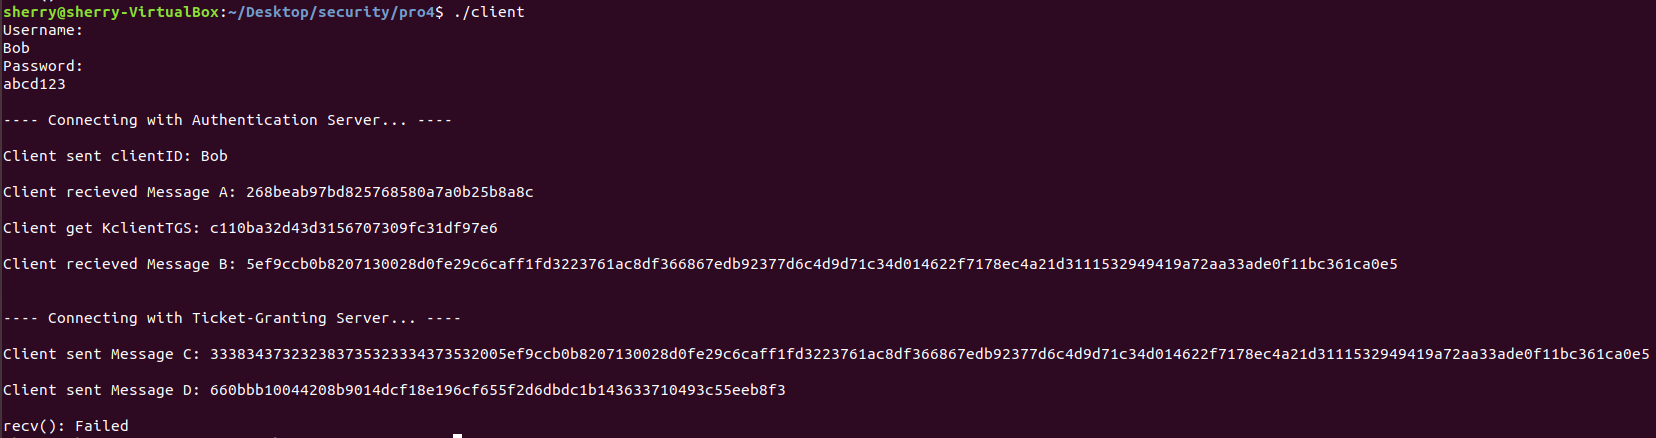 sherry@sherry-VirtualBox:~/Desktop/security/pro4$ ./client
Username:
Bob
Password:
abcd123
---- Connecting with Authentication Server... ----
Client sent clientID: Bob
Client recieved Message A: 268beab97bd825768580a7a0b25b8a8c
Client get KclientTGS: c110ba32d43d3156707309fc31df97e6
Client recieved Message B: 5ef9ccb0b8207130028d0fe29c6caff1fd3223761ac8df366867edb92377d6c4d9d71c34d014622f7178ec4a21d3111532949419a72aa33ade0f11bc361ca0e5
---- Connecting with Ticket-Granting Server... ----
Client sent Message C: 333834373232383735323334373532005ef9ccb0b8207130028d0fe29c6caff1fd3223761ac8df366867edb92377d6c4d9d71c34d014622f7178ec4a21d3111532949419a72aa33ade0f11bc361ca0e5
Client sent Message D: 660bbb10044208b9014dcf18e196cf655f2d6dbdc1b143633710493c55eeb8f3
recv(): Failed